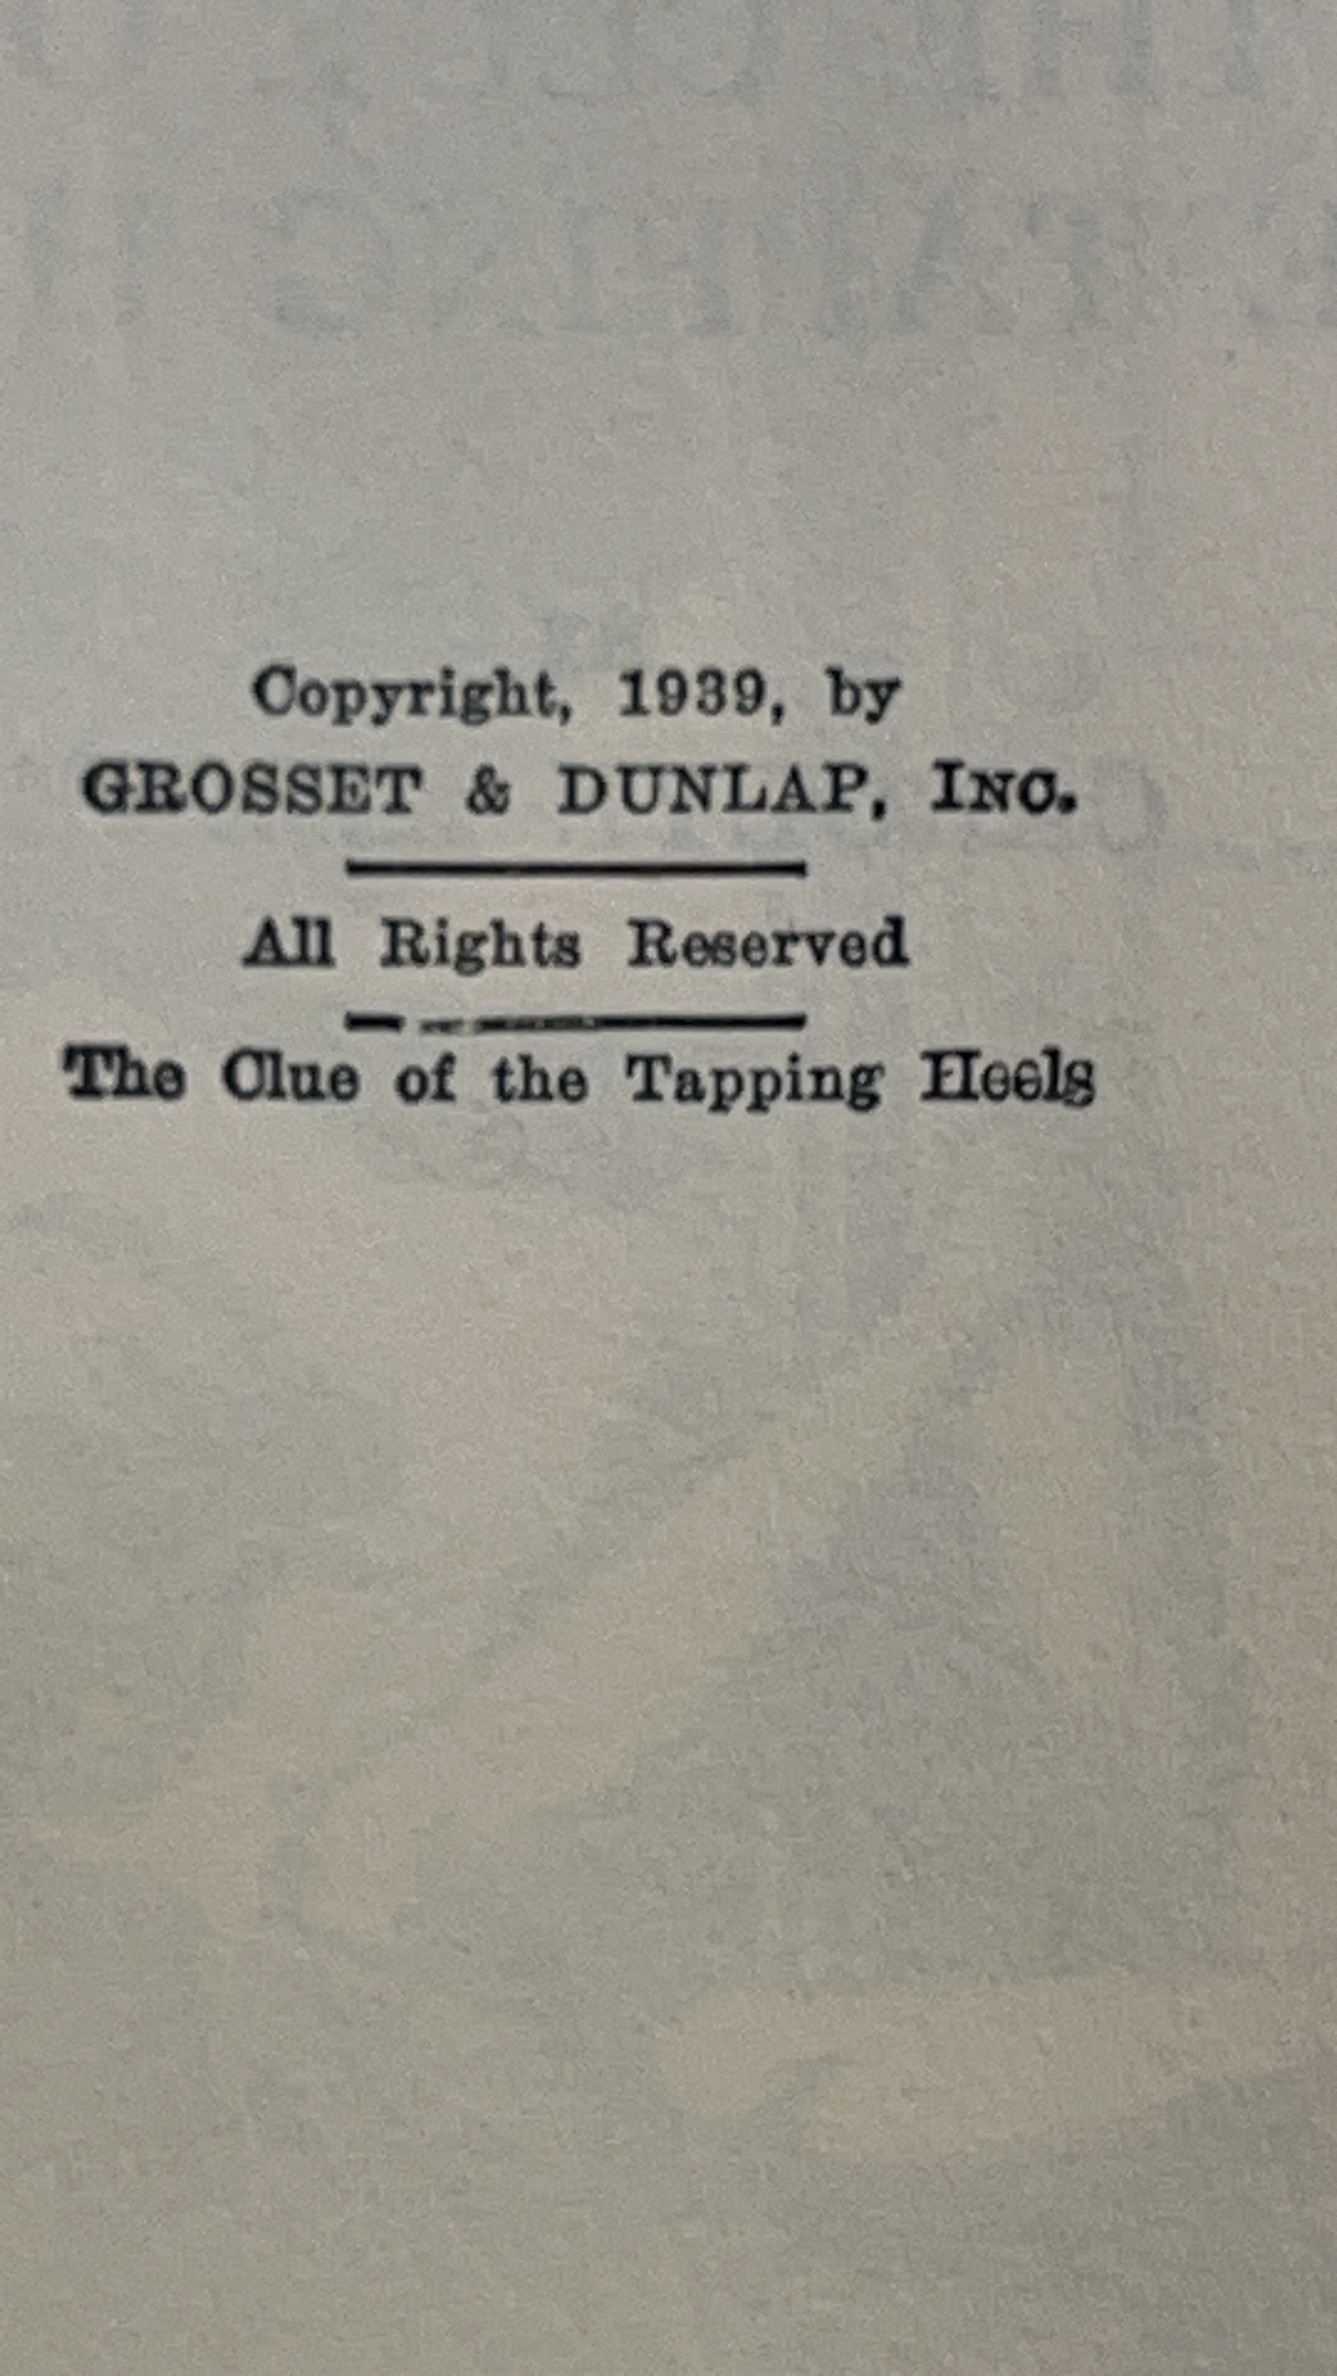 Copyright, 1939, by
GROSSET & DUNLAP, INC.
All Rights Reserved
The Clue of the Tapping Heels